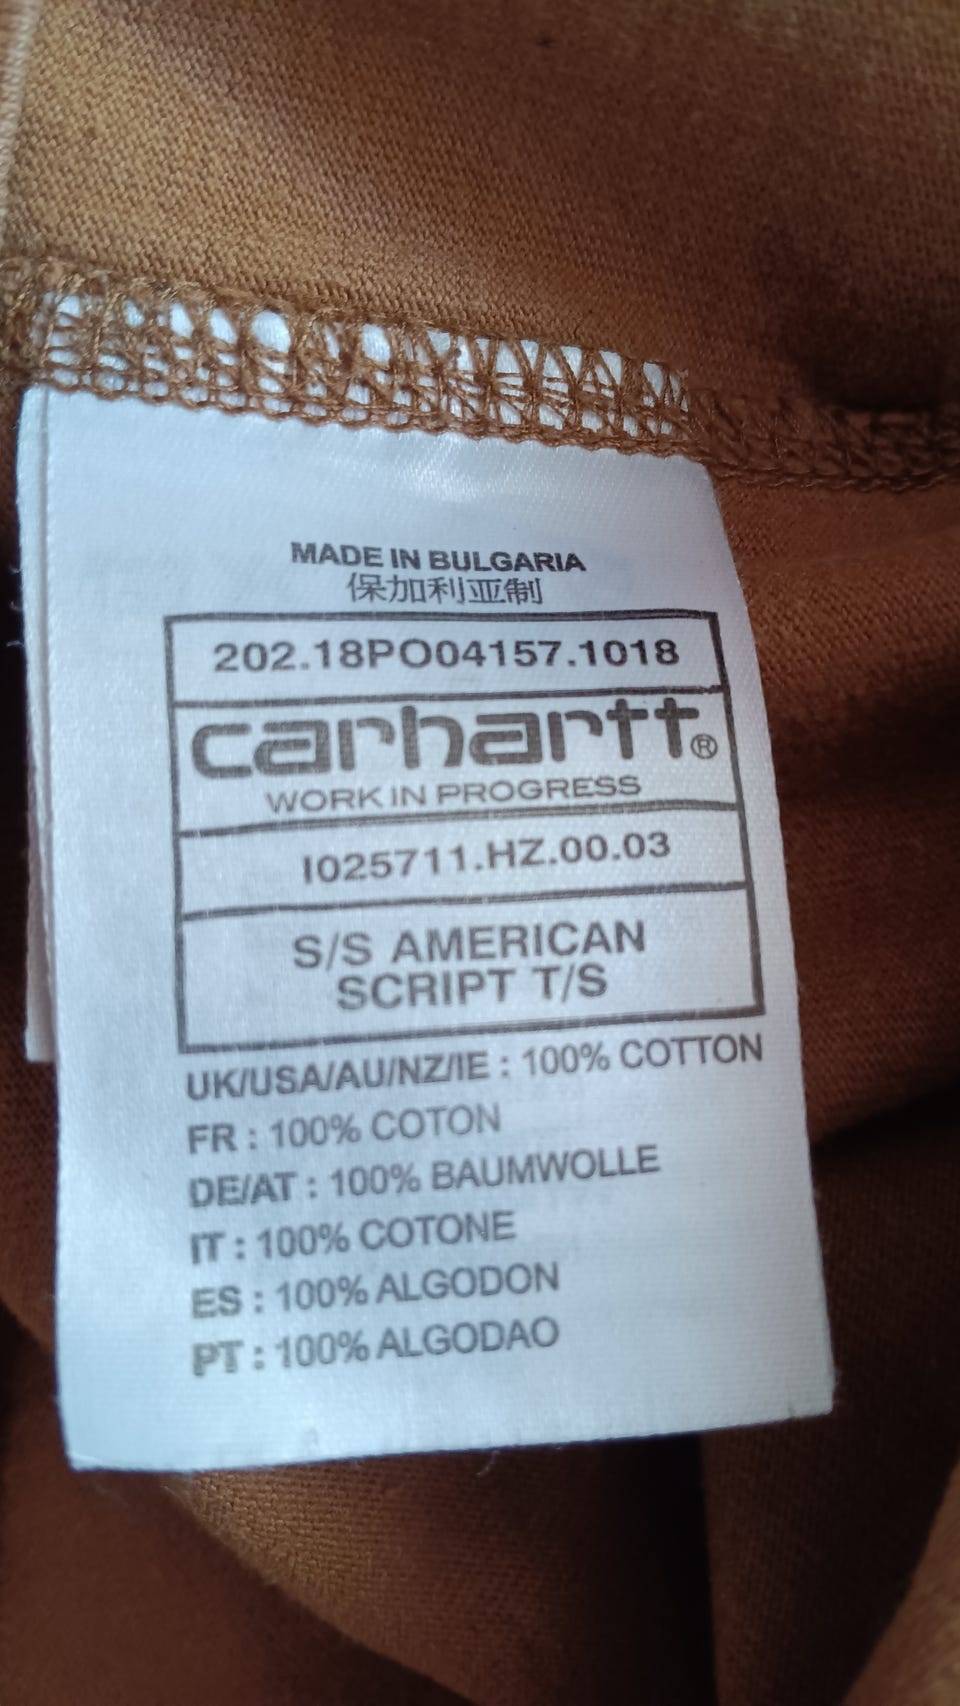 MADE IN BULGARIA
保加利亚制
202.18PO04157.1018
carhartt®
WORK IN PROGRESS
I025711.HZ.00.03
S/S AMERICAN
SCRIPT T/S
UK/USA/AU/NZ/IE : 100% COTTON
FR : 100% COTON
DE/AT : 100% BAUMWOLLE
IT : 100% COTONE
ES : 100% ALGODON
PT : 100% ALGODAO